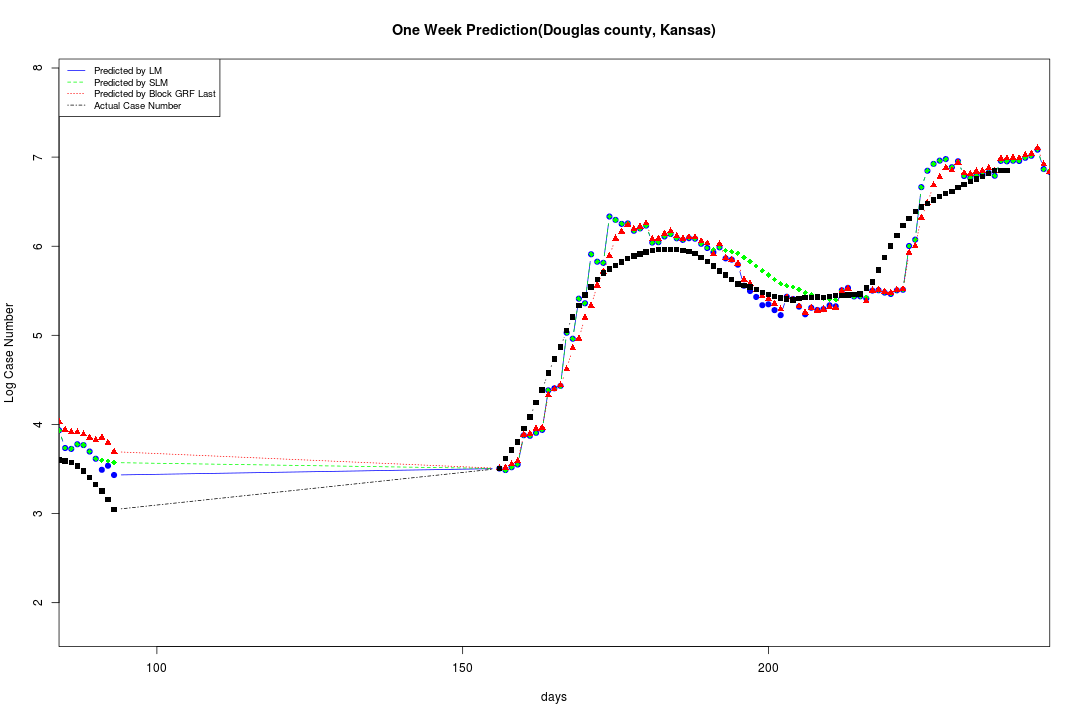 One Week Prediction(Douglas county, Kansas)
Predicted by LM
Predicted by SLM
Predicted by Block GRF Last
Actual Case Number
8
7
6
5
4
3
2
Log Case Number
100
150
200
days